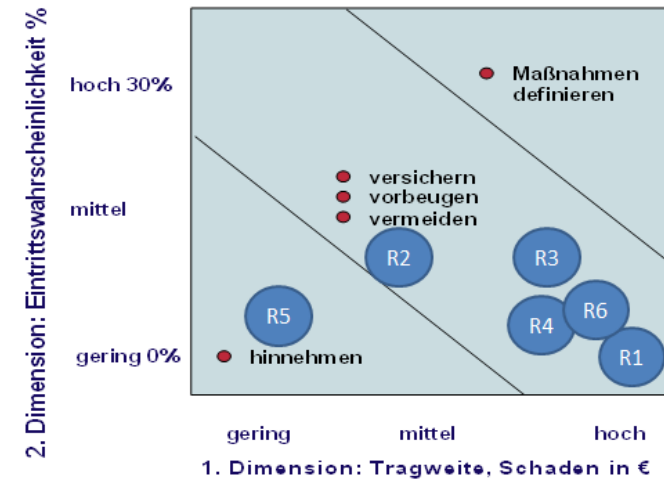 2. Dimension: Eintrittswahrscheinlichkeit %
hoch 30%
Maßnahmen
definieren
versichern
mittel
vorbeugen
vermeiden
R2
R3
R5
R6
R4
R1
gering 0%
hinnehmen
gering
mittel
hoch
1. Dimension: Tragweite, Schaden in €